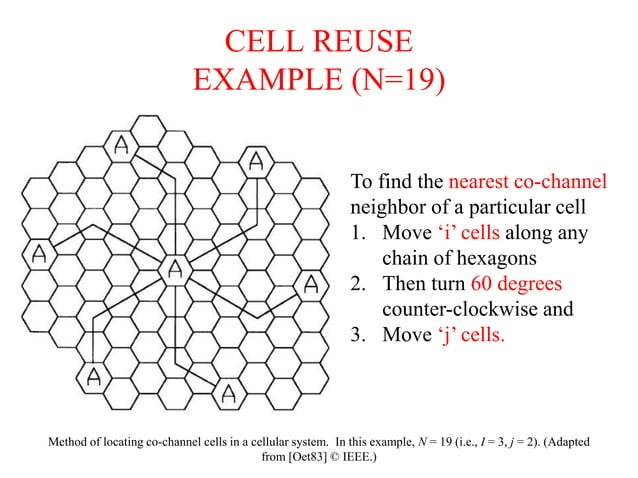 CELL REUSE
EXAMPLE (N=19)
A
A
A
A
A
A
A
To find the nearest co-channel
neighbor of a particular cell
1. Move ‘i’ cells along any
chain of hexagons
2. Then turn 60 degrees
counter-clockwise and
3. Move ‘j’ cells.
Method of locating co-channel cells in a cellular system. In this example, N = 19 (i.e., I = 3, j = 2). (Adapted
from [Oet83] © IEEE.)